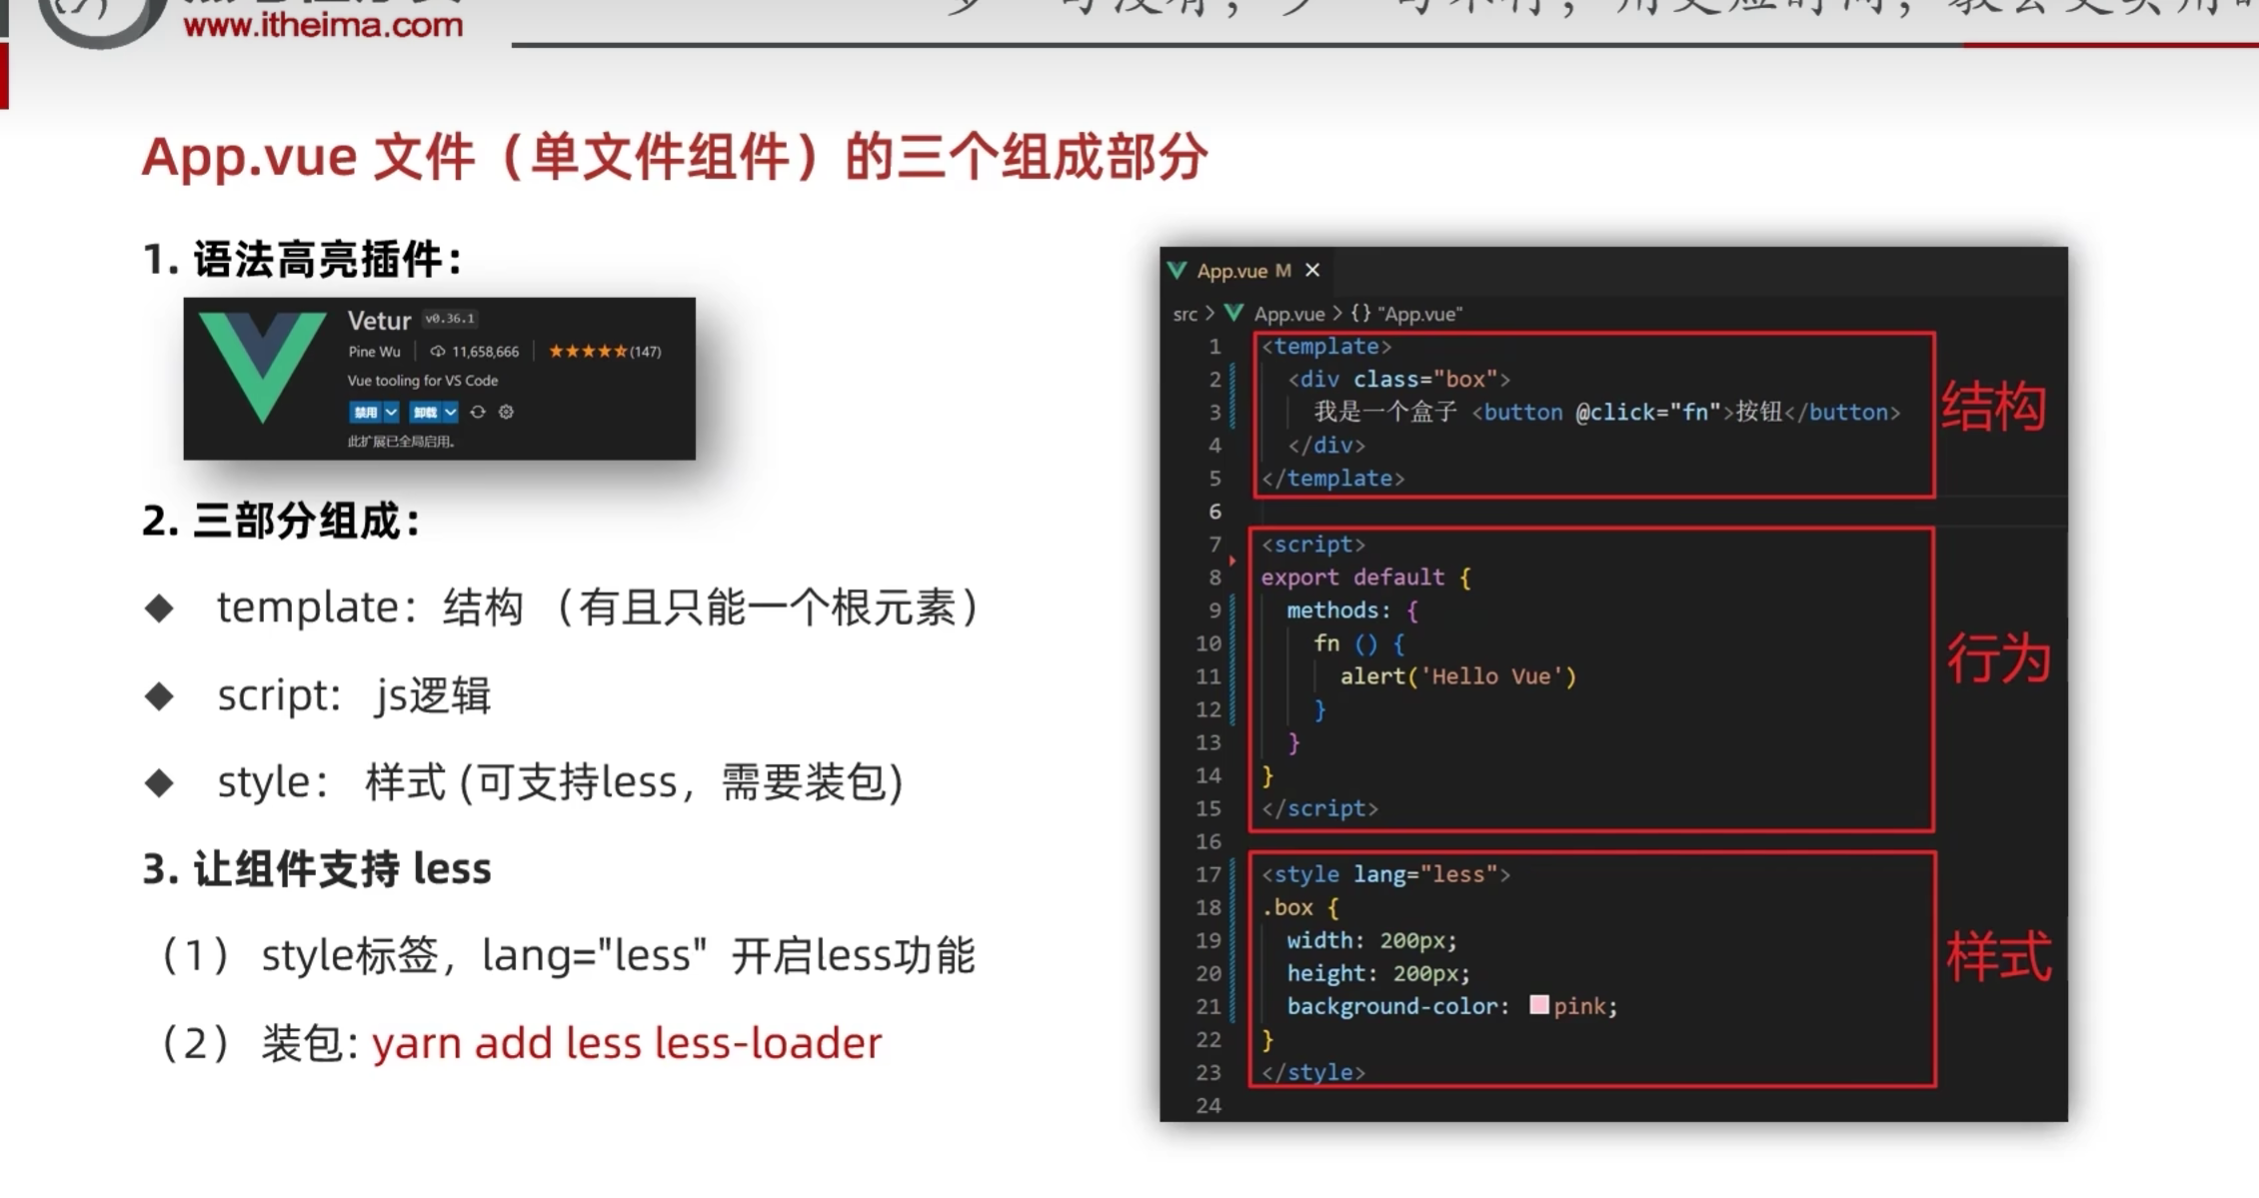 www.itheima.com
App.vue 文件（单文件组件）的三个组成部分
1. 语法高亮插件：
Vetur v0.36.1
Pine Wu 11,658,666 (147)
Vue tooling for VS Code
禁用 卸载
此扩展已全局启用。
2. 三部分组成：
◆ template：结构 （有且只能一个根元素）
◆ script: js逻辑
◆ style： 样式 (可支持less，需要装包)
3. 让组件支持 less
（1） style标签，lang="less" 开启less功能
（2） 装包: yarn add less less-loader
App.vue M ×
src > App.vue > {} "App.vue"
1 <template>
2 <div class="box">
3 我是一个盒子 <button @click="fn">按钮</button>
4 </div>
5 </template>
结构
6
7 <script>
8 export default {
9 methods: {
10 fn () {
11 alert('Hello Vue')
12 }
13 }
14 }
15 </script>
行为
16
17 <style lang="less">
18 .box {
19 width: 200px;
20 height: 200px;
21 background-color: pink;
22 }
23 </style>
样式
24